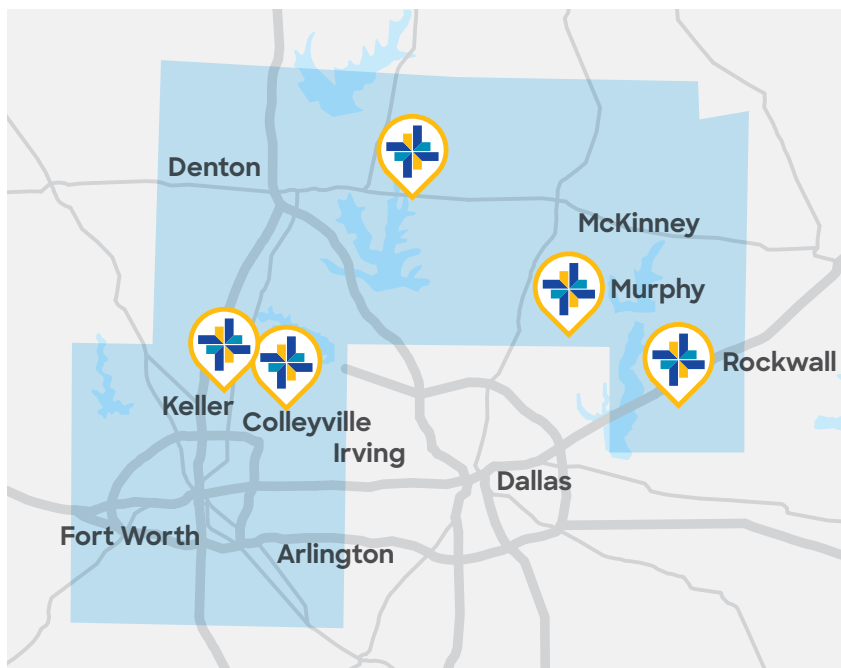 Denton
McKinney
Murphy
Rockwall
Keller
Colleyville
Irving
Dallas
Fort Worth
Arlington